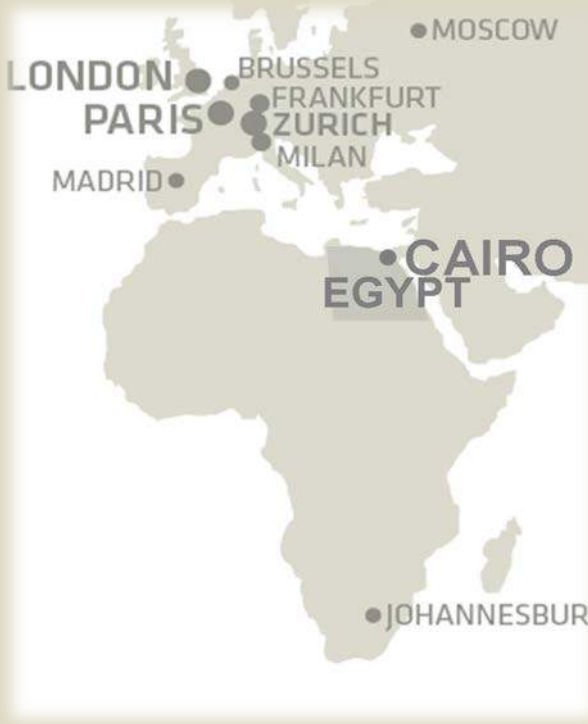 MOSCOW
LONDON
BRUSSELS
FRANKFURT
PARIS
ZURICH
MILAN
MADRID
CAIRO
EGYPT
JOHANNESBUR